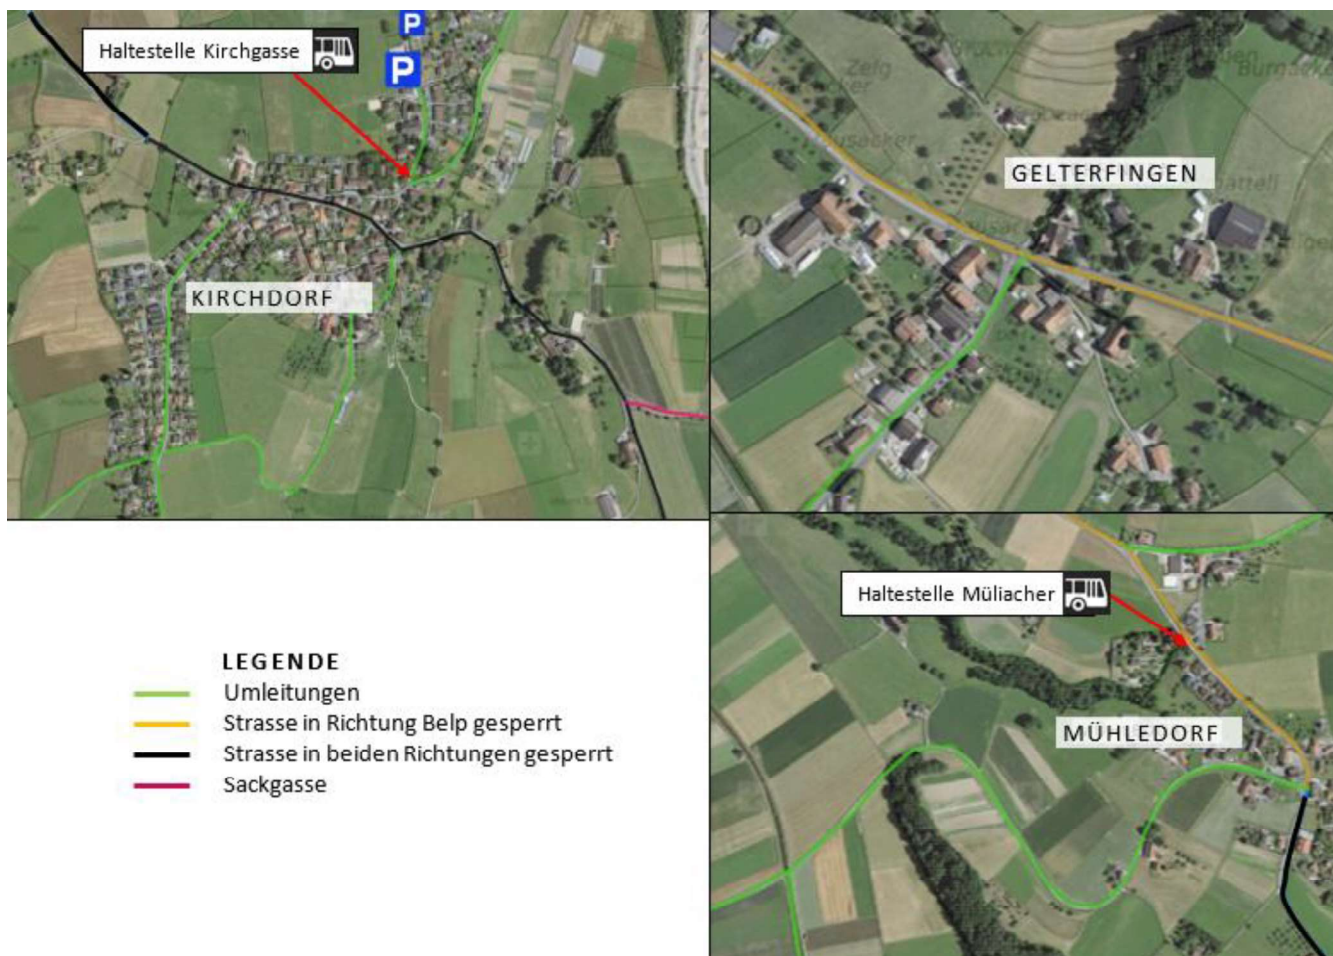 P
Haltestelle Kirchgasse
P
KIRCHDORF
Zelg
GELTERFINGEN
Haltestelle Müliacher
MÜHLEDORF
LEGENDE
Umleitungen
Strasse in Richtung Belp gesperrt
Strasse in beiden Richtungen gesperrt
Sackgasse